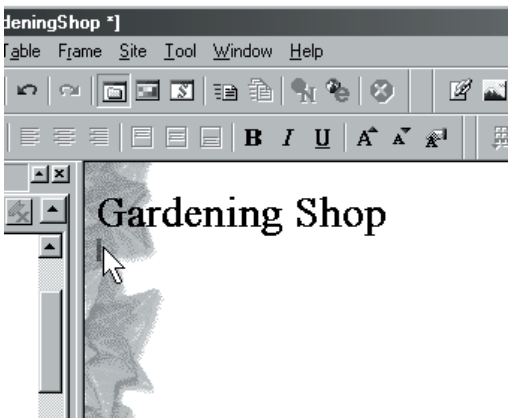 deningShop *]
Table Frame Site Tool Window Help
N e
B I U A A A
Gardening Shop